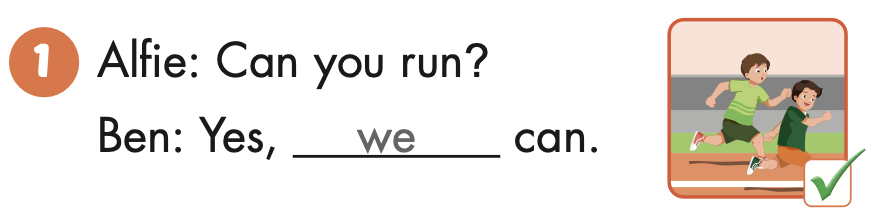 1 Alfie: Can you run?
Ben: Yes, we can.